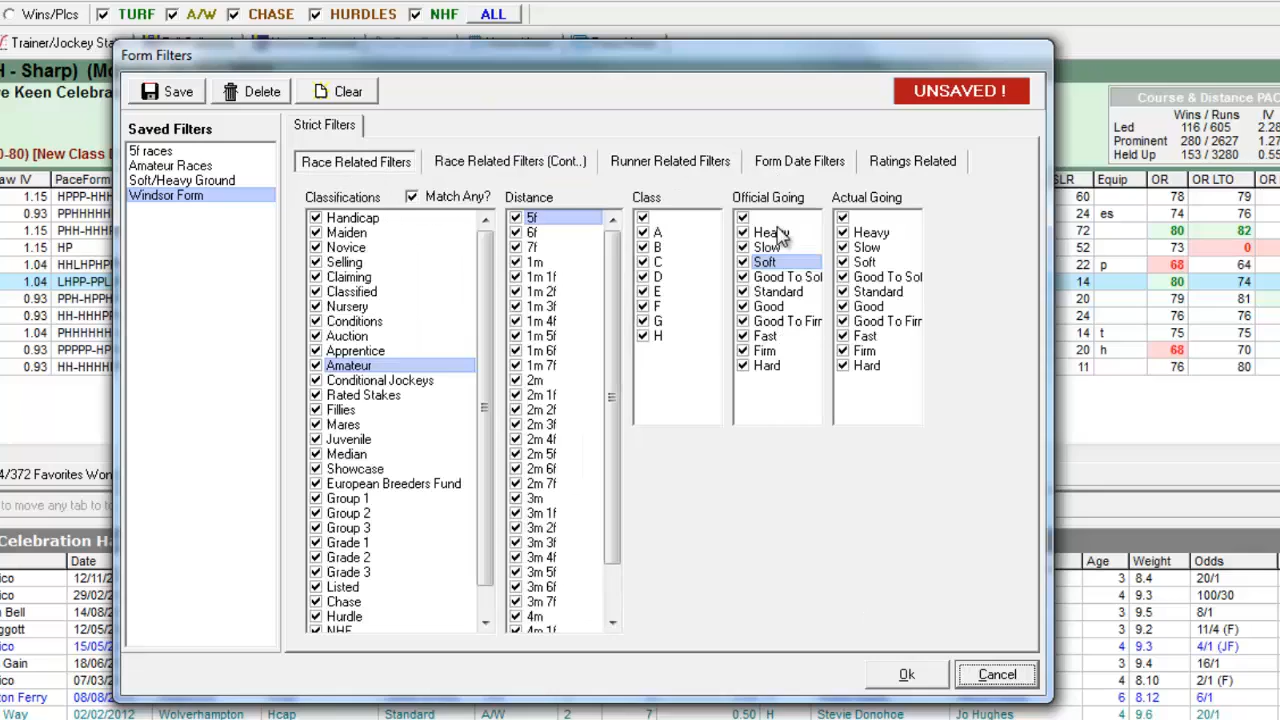 Wins/Plcs TURF A/W CHASE HURDLES NHF ALL
Trainer/Jockey Sta
H - Sharp) (Mo
re Keen Celebra
0-80) [New Class D
Form Filters
Save Delete Clear UNSAVED !
Course & Distance PAC
Wins / Runs IV
Led 116 / 605 2.28
Prominent 280 / 2627 1.3
Held Up 153 / 3280 0.5
aw IV PaceForm
1.15 HPPP-HHH
0.93 PPHHHHH
1.15 HP
1.04 HHLHPHP
1.04 LHPP-PPL
0.93 PPH-HHH
0.93 HH-HHHH
1.04 PHHHHHH
0.93 PPPPP-HP
0.93 HH-HHHH
SLR Equip OR OR LTO OR
60 78 79
24 es 74 76
72 80 82
52 73 0
22 p 68 64
14 80 74
20 79 81
24 76 76
14 t 75 75
20 h 68 70
11 76 80
Saved Filters
5f races
Amateur Races
Soft/Heavy Ground
Windsor Form
Strict Filters
Race Related Filters Race Related Filters (Cont..) Runner Related Filters Form Date Filters Ratings Related
Classifications Match Any?
Handicap
Maiden
Novice
Selling
Claiming
Classified
Nursery
Conditions
Auction
Apprentice
Amateur
Conditional Jockeys
Rated Stakes
Fillies
Mares
Juvenile
Median
Showcase
European Breeders Fund
Group 1
Group 2
Group 3
Grade 1
Grade 2
Grade 3
Listed
Chase
Hurdle
NHF
Distance
5f
6f
7f
1m
1m 1f
1m 2f
1m 3f
1m 4f
1m 5f
1m 6f
1m 7f
2m
2m 1f
2m 2f
2m 3f
2m 4f
2m 5f
2m 6f
2m 7f
3m
3m 1f
3m 2f
3m 3f
3m 4f
3m 5f
3m 6f
3m 7f
4m
4m 1f
Class
A
B
C
D
E
F
G
H
Official Going
Heavy
Slow
Soft
Good To Sof
Standard
Good
Good To Firr
Fast
Firm
Hard
Actual Going
Heavy
Slow
Soft
Good To Sof
Standard
Good
Good To Firr
Fast
Firm
Hard
Ok Cancel
4/372 Favorites Won
to move any tab to to
Celebration Ha
Date
ico 12/11/2
ico 29/02/2
n Bell 14/08/2
ggott 12/05/2
ico 15/05/2
Gain 18/06/2
ico 07/03/2
ton Ferry 08/08/2
Way 02/02/2012 Wolverhampton Hcap Standard A/W 2 7 0.50 H Stevie Donohoe Jo Hughes 4 9.6 20/1
Age Weight Odds
3 8.4 20/1
4 9.3 100/30
3 9.5 8/1
3 9.2 11/4 (F)
4 9.3 4/1 (JF)
3 9.4 16/1
4 8.10 2/1 (F)
6 8.12 6/1